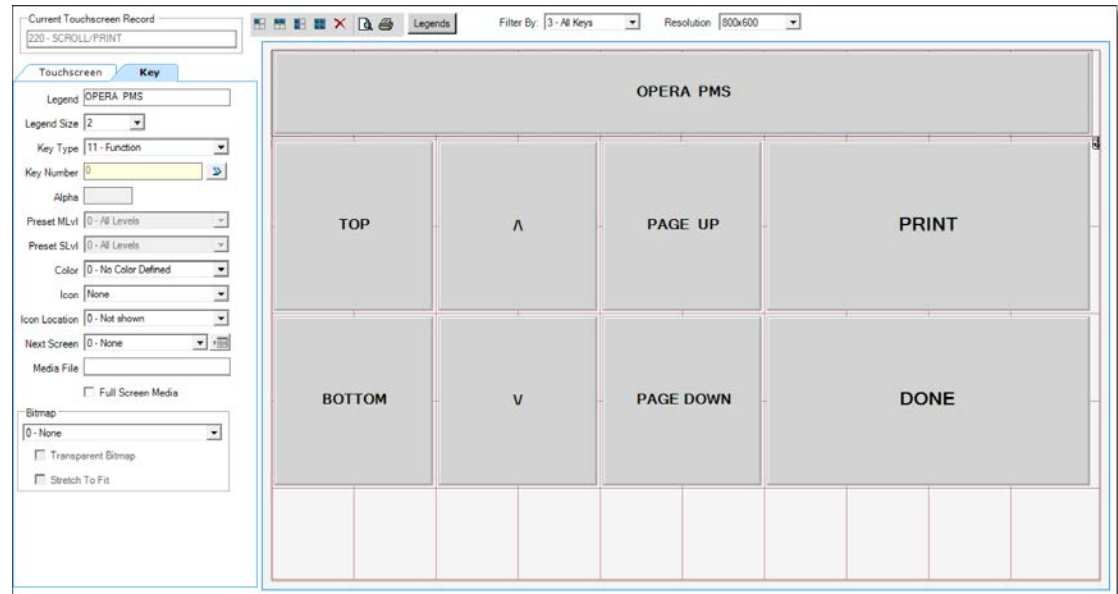 Current Touchscreen Record
220 - SCROLL/PRINT
Legends
Filter By: 3 - All Keys
Resolution 800x600
Touchscreen Key
Legend OPERA PMS
Legend Size 2
Key Type 11 - Function
Key Number 0
Alpha
Preset MLvl 0 - All Levels
Preset SLvl 0 - All Levels
Color 0 - No Color Defined
Icon None
Icon Location 0 - Not shown
Next Screen 0 - None
Media File
Full Screen Media
Bitmap
0 - None
Transparent Bitmap
Stretch To Fit
OPERA PMS
TOP ∧ PAGE UP PRINT
BOTTOM ∨ PAGE DOWN DONE